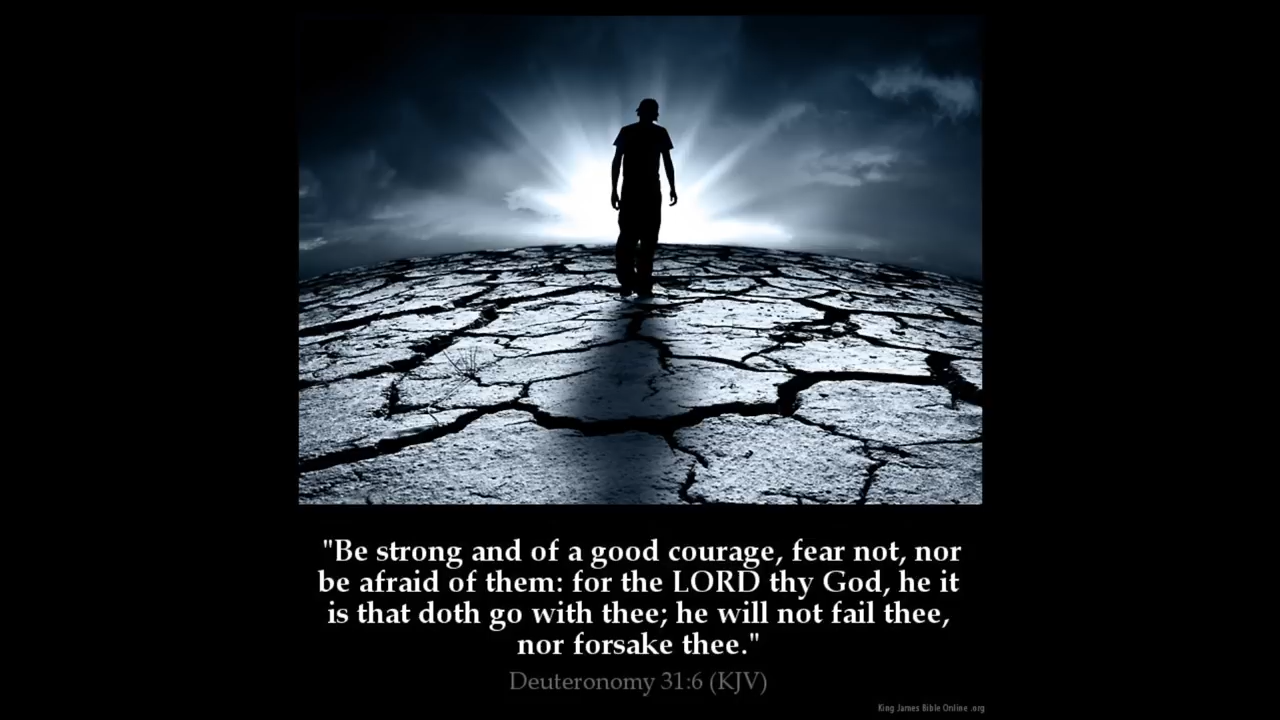 "Be strong and of a good courage, fear not, nor
be afraid of them: for the LORD thy God, he it
is that doth go with thee; he will not fail thee,
nor forsake thee."
Deuteronomy 31:6 (KJV)
King James Bible Online .org